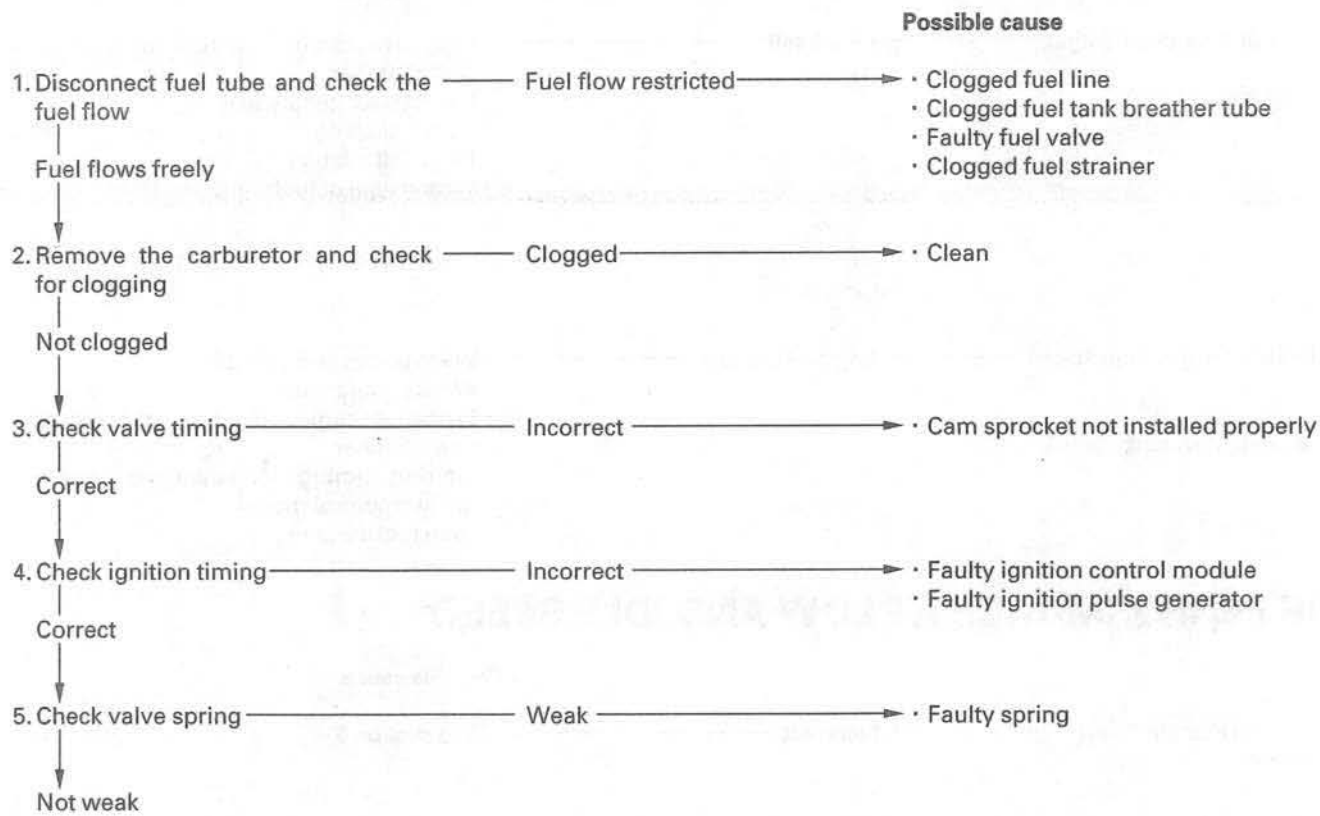 Possible cause
1. Disconnect fuel tube and check the
fuel flow
Fuel flow restricted
· Clogged fuel line
· Clogged fuel tank breather tube
· Faulty fuel valve
· Clogged fuel strainer
Fuel flows freely
2. Remove the carburetor and check
for clogging
Clogged
· Clean
Not clogged
3. Check valve timing
Incorrect
· Cam sprocket not installed properly
Correct
4. Check ignition timing
Incorrect
· Faulty ignition control module
· Faulty ignition pulse generator
Correct
5. Check valve spring
Weak
· Faulty spring
Not weak